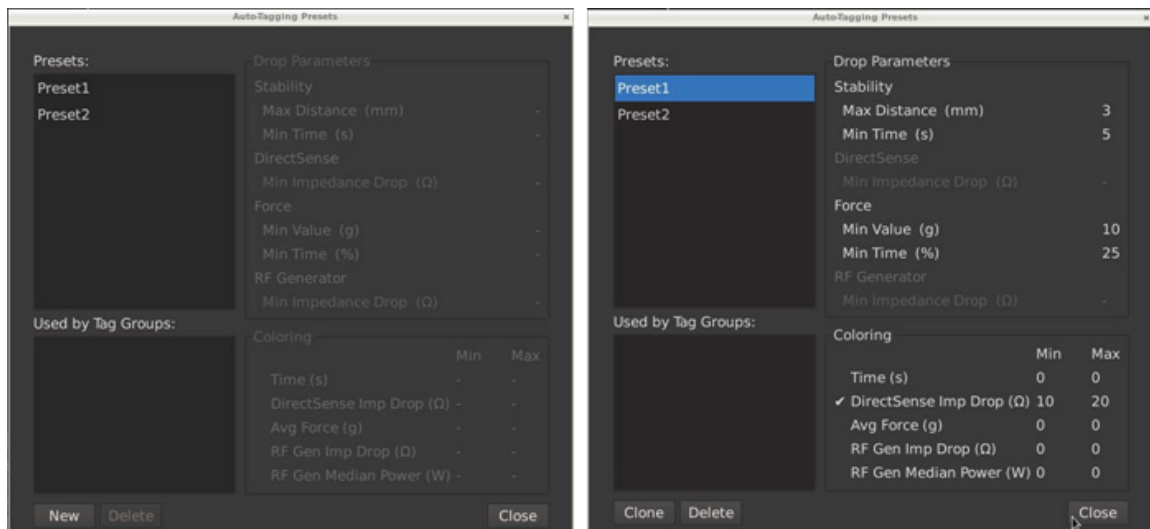 Auto-Tagging Presets ×
Presets:
Preset1
Preset2
Drop Parameters
Stability
Max Distance (mm) -
Min Time (s) -
DirectSense
Min Impedance Drop (Ω) -
Force
Min Value (g) -
Min Time (%) -
RF Generator
Min Impedance Drop (Ω) -
Used by Tag Groups:
Coloring
Min Max
Time (s) - -
DirectSense Imp Drop (Ω) - -
Avg Force (g) - -
RF Gen Imp Drop (Ω) - -
RF Gen Median Power (W) - -
New Delete Close
Auto-Tagging Presets ×
Presets:
Preset1
Preset2
Drop Parameters
Stability
Max Distance (mm) 3
Min Time (s) 5
DirectSense
Min Impedance Drop (Ω) -
Force
Min Value (g) 10
Min Time (%) 25
RF Generator
Min Impedance Drop (Ω) -
Used by Tag Groups:
Coloring
Min Max
Time (s) 0 0
✔ DirectSense Imp Drop (Ω) 10 20
Avg Force (g) 0 0
RF Gen Imp Drop (Ω) 0 0
RF Gen Median Power (W) 0 0
Clone Delete Close